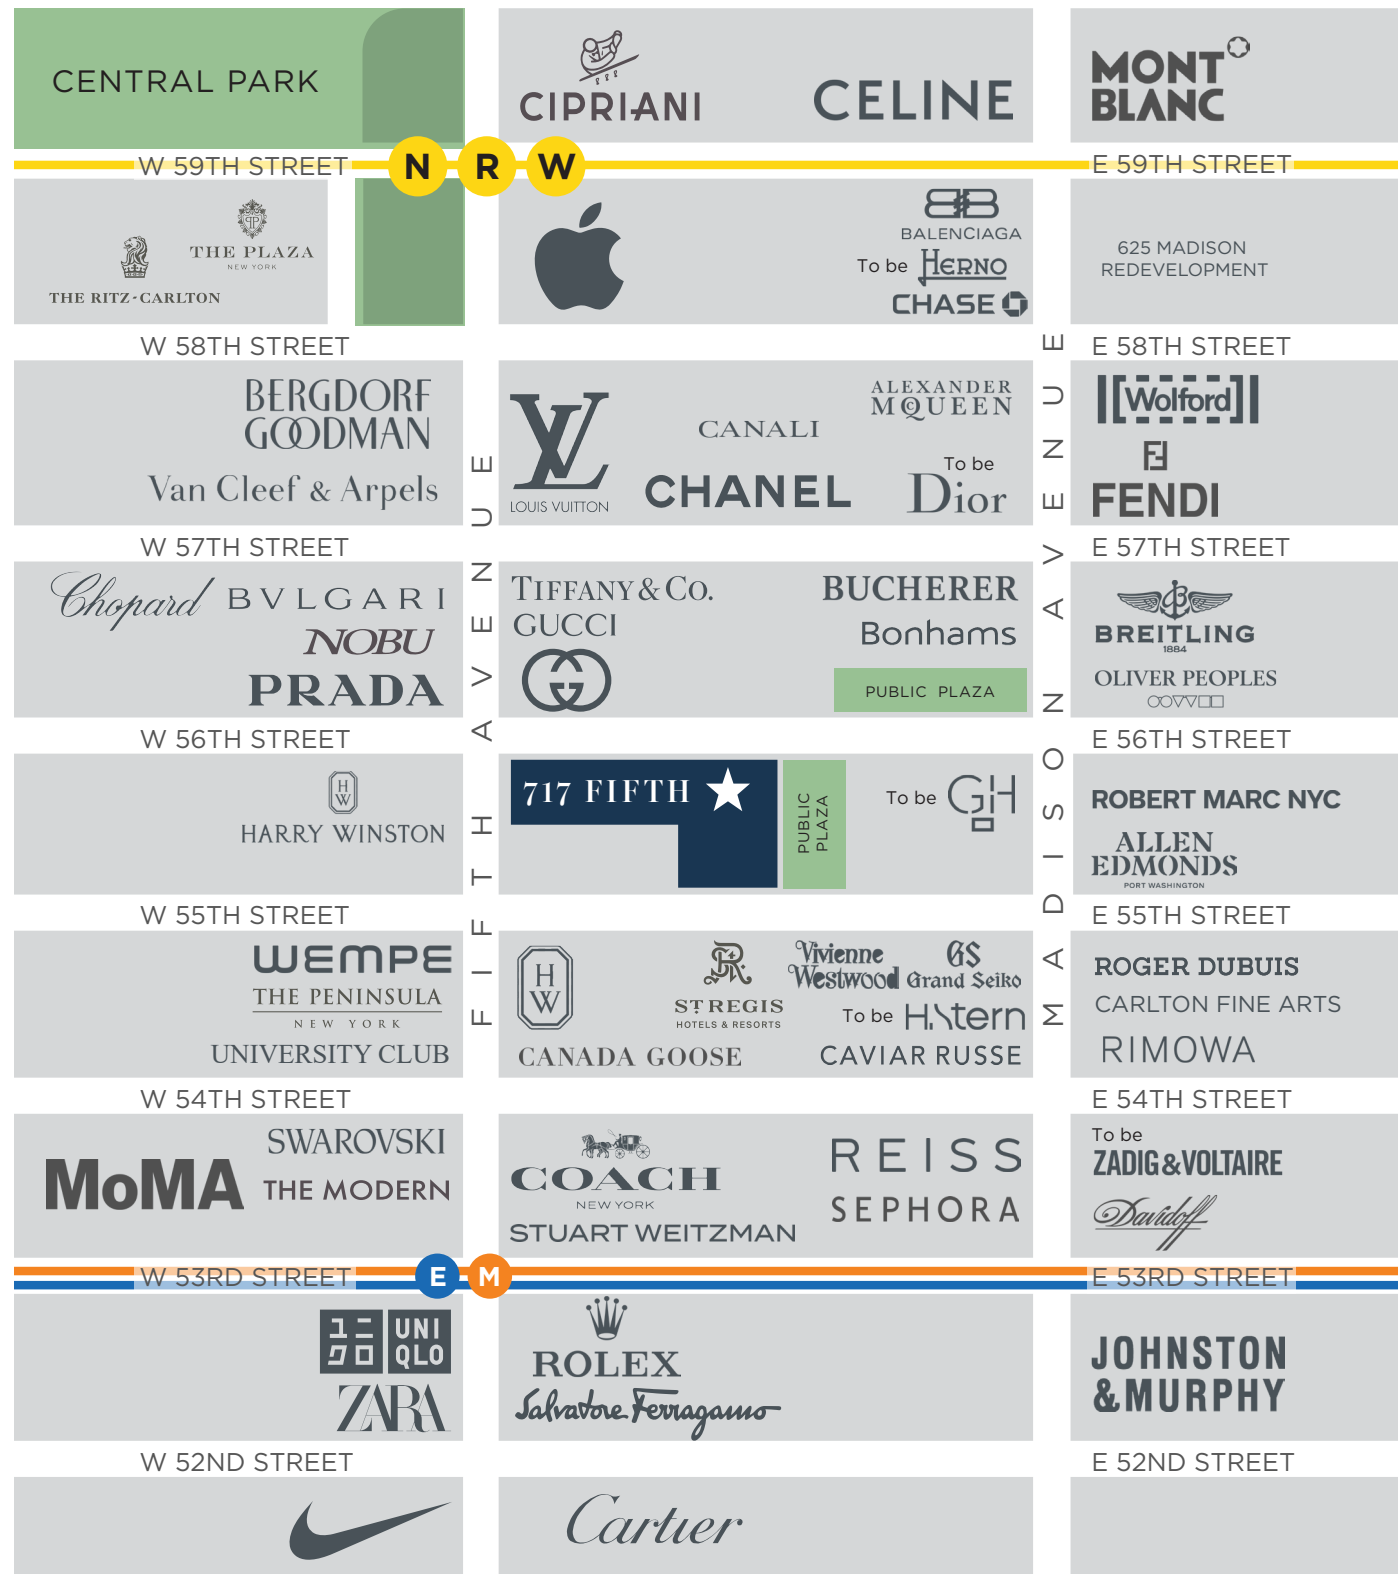 CENTRAL PARK
CIPRIANI
CELINE
MONT
BLANC
W 59TH STREET
N R W
E 59TH STREET
THE PLAZA
NEW YORK
THE RITZ-CARLTON
BALENCIAGA
To be HERNO
CHASE
625 MADISON
REDEVELOPMENT
W 58TH STREET
E 58TH STREET
BERGDORF
GOODMAN
Van Cleef & Arpels
LV
LOUIS VUITTON
CANALI
CHANEL
ALEXANDER
MCQUEEN
To be
Dior
Wolford
FENDI
W 57TH STREET
E 57TH STREET
Chopard
BVLGARI
NOBU
PRADA
TIFFANY & CO.
GUCCI
BUCHERER
Bonhams
PUBLIC PLAZA
B
BREITLING
1884
OLIVER PEOPLES
W 56TH STREET
E 56TH STREET
H
W
HARRY WINSTON
717 FIFTH
PUBLIC
PLAZA
To be GH
ROBERT MARC NYC
ALLEN
EDMONDS
PORT WASHINGTON
W 55TH STREET
E 55TH STREET
WEMPE
THE PENINSULA
NEW YORK
UNIVERSITY CLUB
H
W
ST REGIS
HOTELS & RESORTS
CANADA GOOSE
Vivienne
Westwood
GS
Grand Seiko
To be H.Stern
CAVIAR RUSSE
ROGER DUBUIS
CARLTON FINE ARTS
RIMOWA
W 54TH STREET
E 54TH STREET
MoMA
SWAROVSKI
THE MODERN
COACH
NEW YORK
STUART WEITZMAN
REISS
SEPHORA
To be
ZADIG&VOLTAIRE
Davidoff
W 53RD STREET
E M
E 53RD STREET
ユニ
クロ
UNI
QLO
ZARA
ROLEX
Salvatore Ferragamo
JOHNSTON
&MURPHY
W 52ND STREET
E 52ND STREET
Cartier
FIFTH AVENUE
MADISON AVENUE